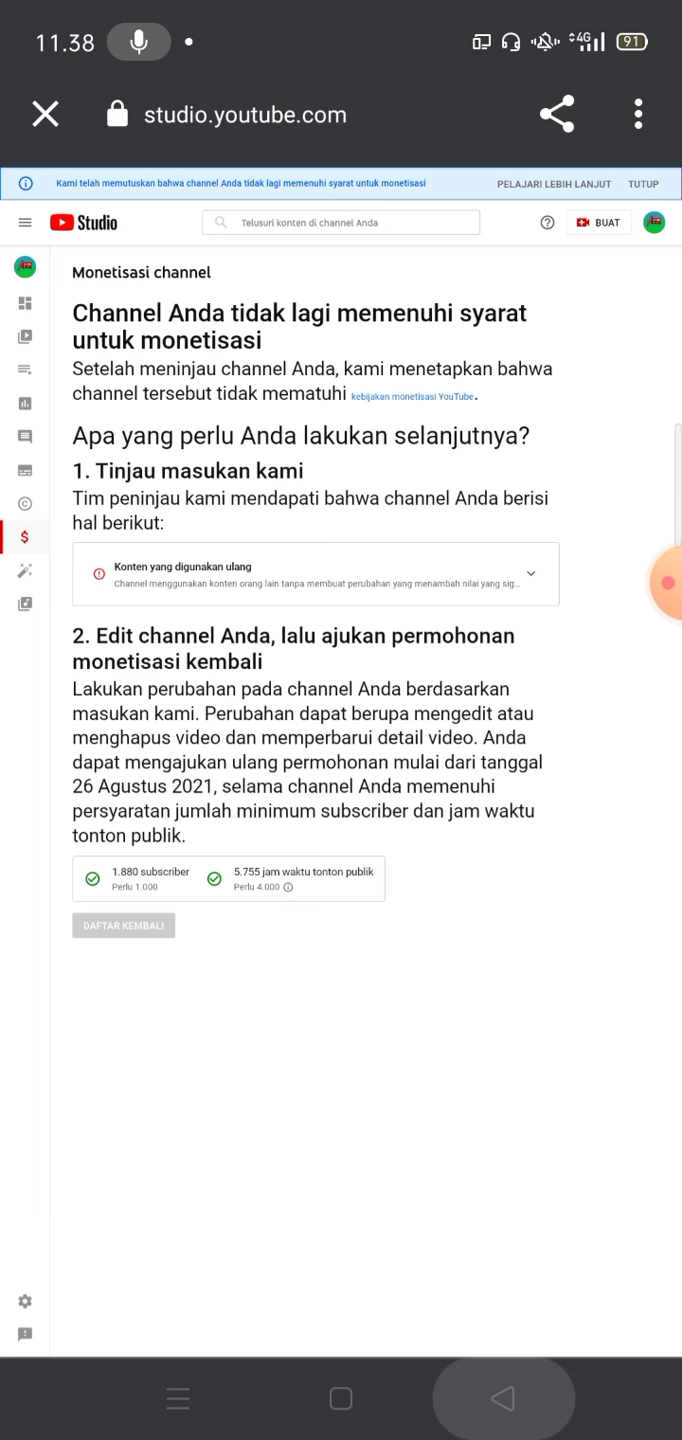 11.38
4G
91
studio.youtube.com
Kami telah memutuskan bahwa channel Anda tidak lagi memenuhi syarat untuk monetisasi
PELAJARI LEBIH LANJUT
TUTUP
Studio
Telusuri konten di channel Anda
BUAT
Monetisasi channel
Channel Anda tidak lagi memenuhi syarat
untuk monetisasi
Setelah meninjau channel Anda, kami menetapkan bahwa
channel tersebut tidak mematuhi kebijakan monetisasi YouTube.
Apa yang perlu Anda lakukan selanjutnya?
1. Tinjau masukan kami
Tim peninjau kami mendapati bahwa channel Anda berisi
hal berikut:
Konten yang digunakan ulang
Channel menggunakan konten orang lain tanpa membuat perubahan yang menambah nilai yang sig...
2. Edit channel Anda, lalu ajukan permohonan
monetisasi kembali
Lakukan perubahan pada channel Anda berdasarkan
masukan kami. Perubahan dapat berupa mengedit atau
menghapus video dan memperbarui detail video. Anda
dapat mengajukan ulang permohonan mulai dari tanggal
26 Agustus 2021, selama channel Anda memenuhi
persyaratan jumlah minimum subscriber dan jam waktu
tonton publik.
1.880 subscriber
Perlu 1.000
5.755 jam waktu tonton publik
Perlu 4.000
DAFTAR KEMBALI